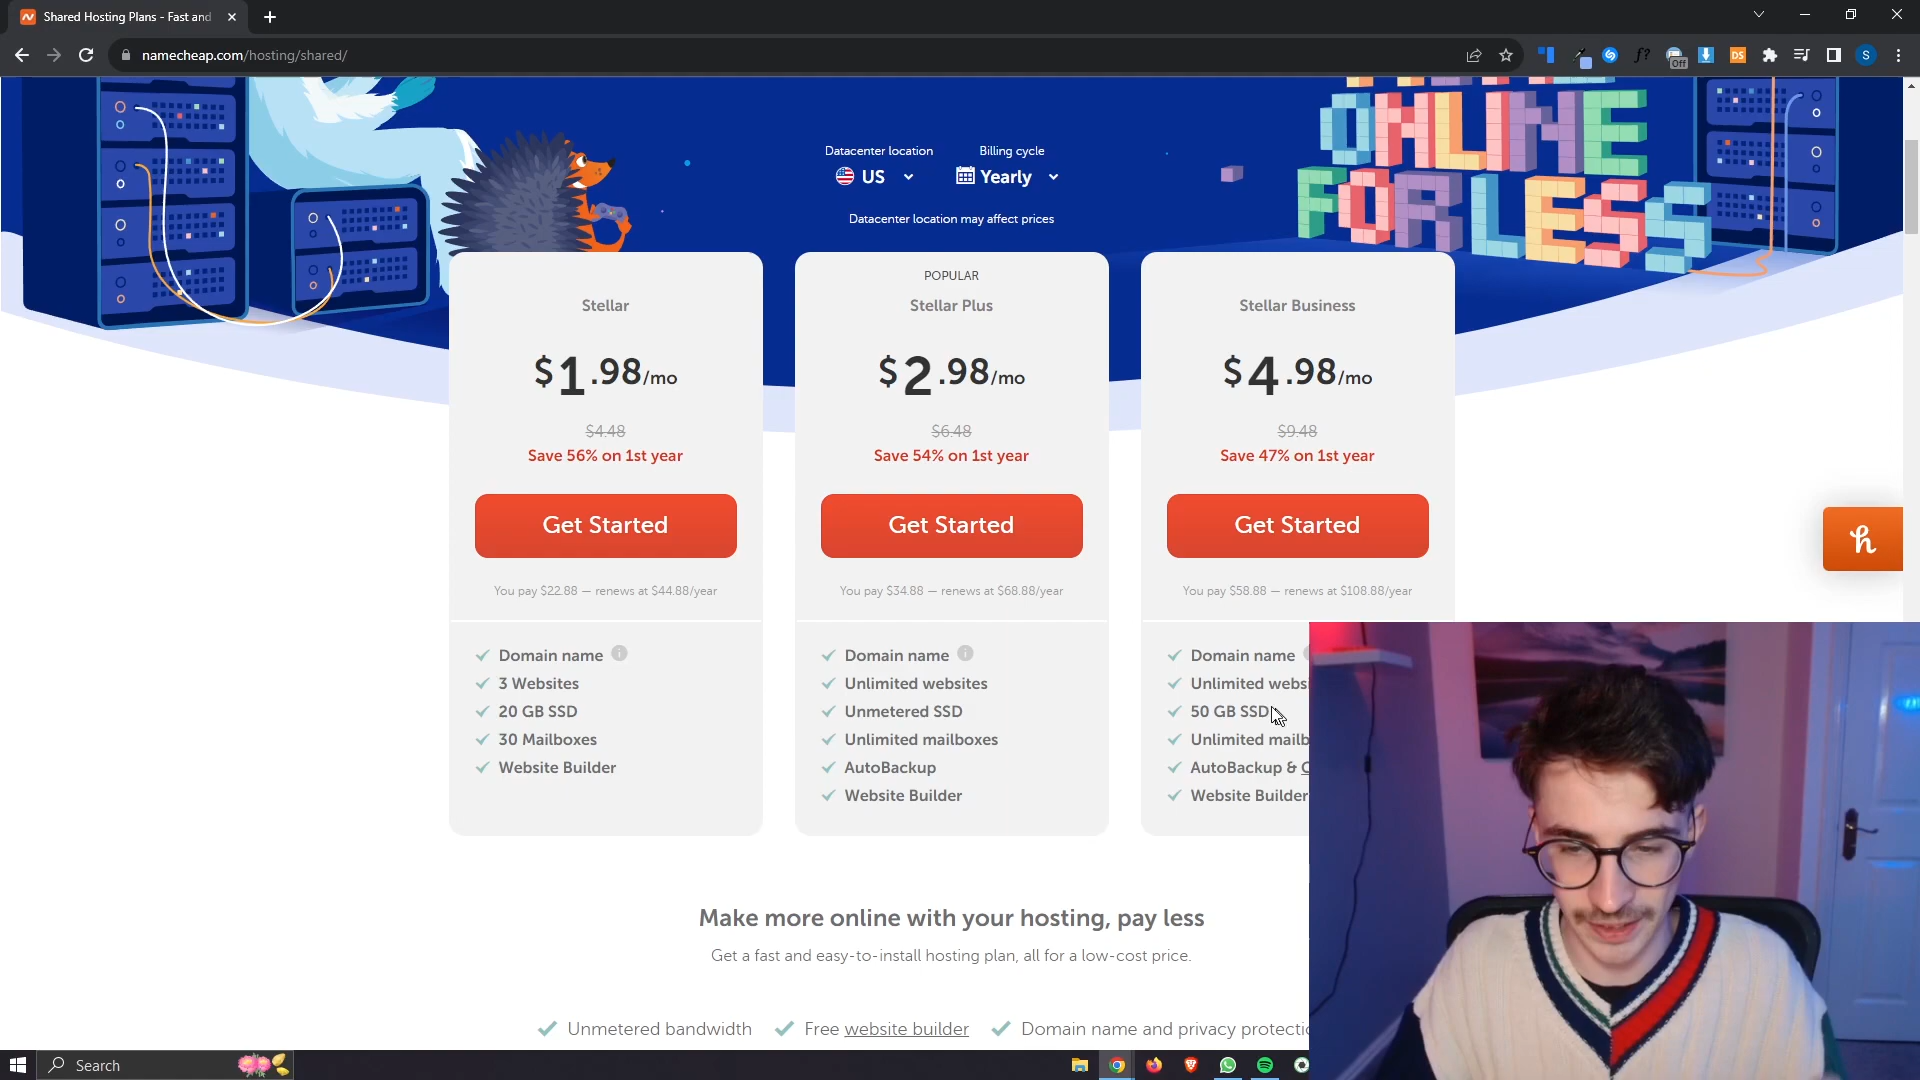 Shared Hosting Plans - Fast and
namecheap.com/hosting/shared/
f?
Off
DS
S
ONLINE
FOR LESS
Datacenter location
Billing cycle
US
Yearly
Datacenter location may affect prices
Stellar
$1.98/mo
$4.48
Save 56% on 1st year
Get Started
You pay $22.88 — renews at $44.88/year
Domain name
3 Websites
20 GB SSD
30 Mailboxes
Website Builder
POPULAR
Stellar Plus
$2.98/mo
$6.48
Save 54% on 1st year
Get Started
You pay $34.88 — renews at $68.88/year
Domain name
Unlimited websites
Unmetered SSD
Unlimited mailboxes
AutoBackup
Website Builder
Stellar Business
$4.98/mo
$9.48
Save 47% on 1st year
Get Started
You pay $58.88 — renews at $108.88/year
Domain name
Unlimited websi
50 GB SSD
Unlimited mailb
AutoBackup & C
Website Builder
h
Make more online with your hosting, pay less
Get a fast and easy-to-install hosting plan, all for a low-cost price.
Unmetered bandwidth
Free website builder
Domain name and privacy protectio
Search